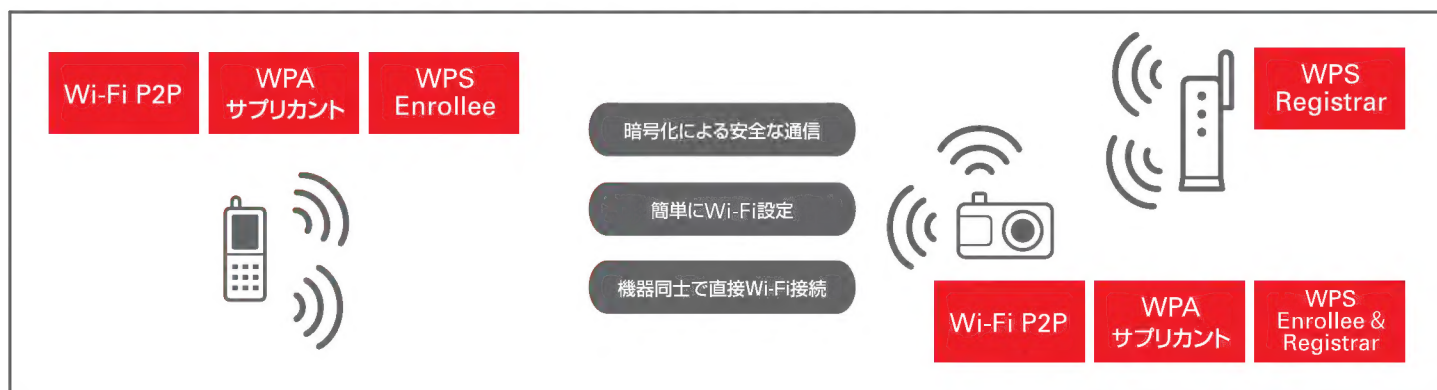 Wi-Fi P2P
WPA
サプリカント
WPS
Enrollee
暗号化による安全な通信
簡単にWi-Fi設定
機器同士で直接Wi-Fi接続
WPS
Registrar
Wi-Fi P2P
WPA
サプリカント
WPS
Enrollee &
Registrar